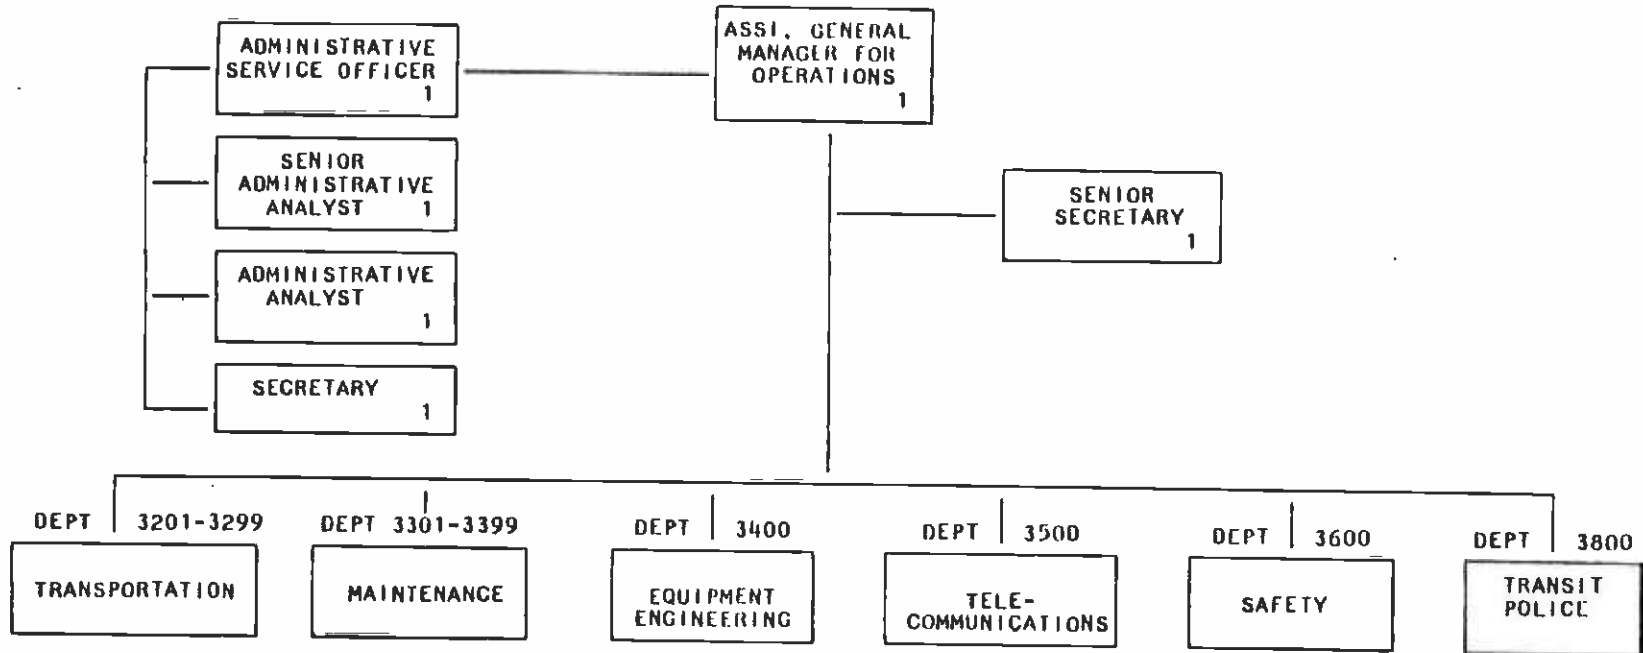 ADMINISTRATIVE
SERVICE OFFICER
1
ASSI. GENERAL
MANAGER FOR
OPERATIONS
1
SENIOR
ADMINISTRATIVE
ANALYST 1
SENIOR
SECRETARY
1
ADMINISTRATIVE
ANALYST
1
SECRETARY
1
DEPT 3201-3299
TRANSPORTATION
DEPT 3301-3399
MAINTENANCE
DEPT 3400
EQUIPMENT
ENGINEERING
DEPT 3500
TELE-
COMMUNICATIONS
DEPT 3600
SAFETY
DEPT 3800
TRANSIT
POLICE